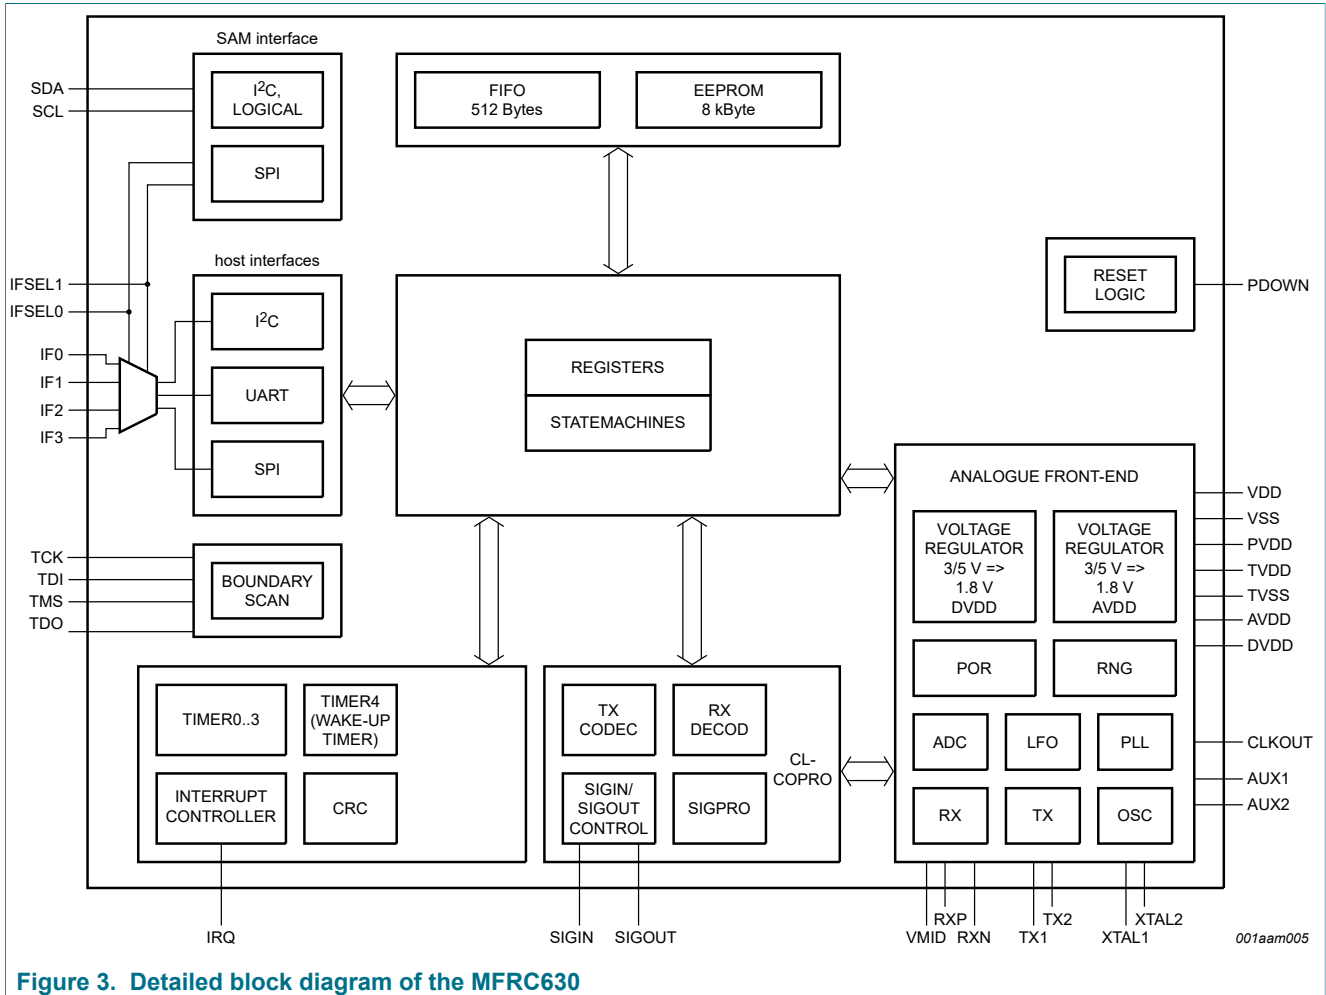 SAM interface
SDA
SCL
I2C,
LOGICAL
SPI
FIFO
512 Bytes
EEPROM
8 kByte
host interfaces
IFSEL1
IFSEL0
IF0
IF1
IF2
IF3
I2C
UART
SPI
REGISTERS
STATEMACHINES
RESET
LOGIC
PDOWN
TCK
TDI
TMS
TDO
BOUNDARY
SCAN
ANALOGUE FRONT-END
VOLTAGE
REGULATOR
3/5 V =>
1.8 V
DVDD
VOLTAGE
REGULATOR
3/5 V =>
1.8 V
AVDD
POR
RNG
ADC
LFO
PLL
RX
TX
OSC
VDD
VSS
PVDD
TVDD
TVSS
AVDD
DVDD
CLKOUT
AUX1
AUX2
TIMER0..3
TIMER4
(WAKE-UP
TIMER)
INTERRUPT
CONTROLLER
CRC
TX
CODEC
RX
DECOD
SIGIN/
SIGOUT
CONTROL
SIGPRO
CL-
COPRO
IRQ
SIGIN
SIGOUT
VMID
RXP
RXN
TX1
TX2
XTAL1
XTAL2
001aam005
Figure 3. Detailed block diagram of the MFRC630